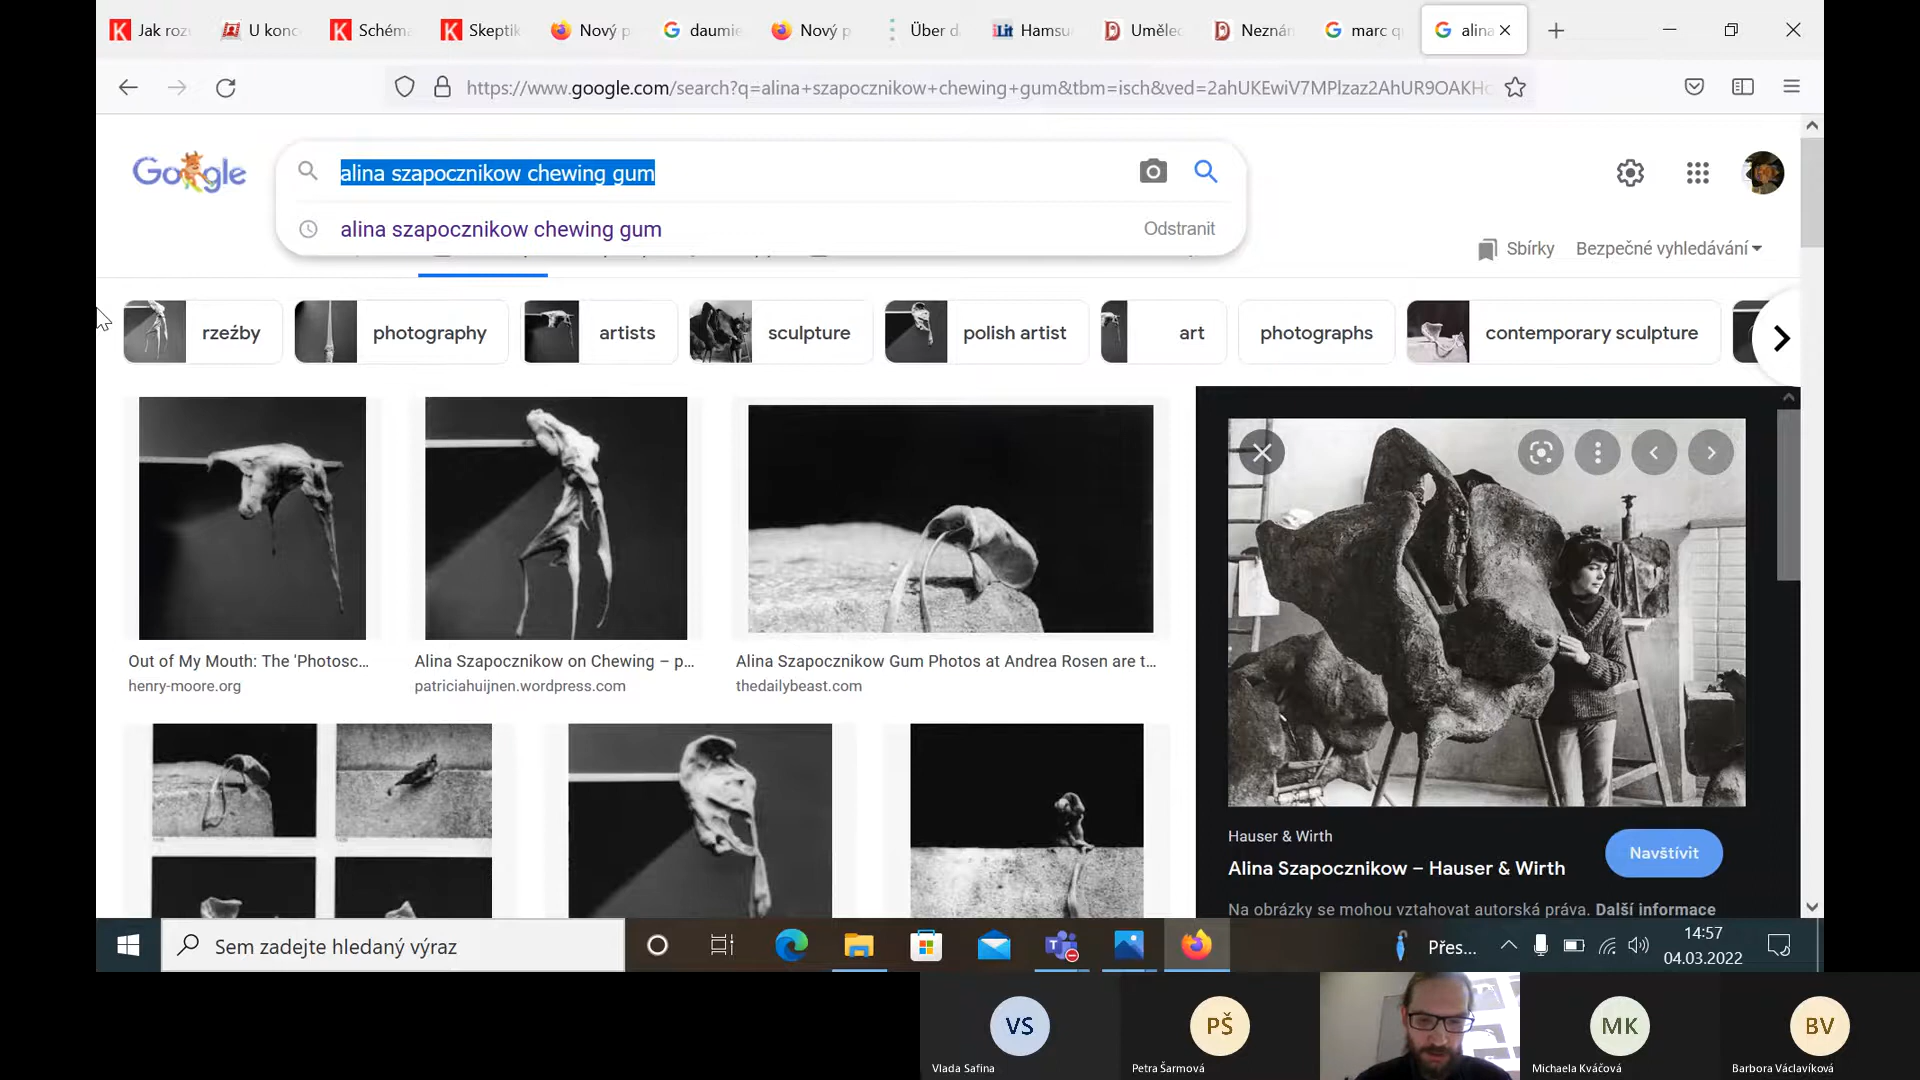 Jak roz
U konc
Schéma
Skeptik
Nový p
daumie
Nový p
Über d
Hamsu
Umělec
Neznán
marc q
alina
https://www.google.com/search?q=alina+szapocznikow+chewing+gum&tbm=isch&ved=2ahUKEwiV7MPlzaz2AhUR9OAKHc
Google
alina szapocznikow chewing gum
alina szapocznikow chewing gum
Odstranit
Sbírky
Bezpečné vyhledávání
rzeźby
photography
artists
sculpture
polish artist
art
photographs
contemporary sculpture
Out of My Mouth: The 'Photosc...
henry-moore.org
Alina Szapocznikow on Chewing – p...
patriciahuijnen.wordpress.com
Alina Szapocznikow Gum Photos at Andrea Rosen are t...
thedailybeast.com
Hauser & Wirth
Alina Szapocznikow – Hauser & Wirth
Navštívit
Na obrázky se mohou vztahovat autorská práva. Další informace
Sem zadejte hledaný výraz
Přes...
14:57
04.03.2022
VS
PŠ
MK
BV
Vlada Safina
Petra Šarmová
Michaela Kváčová
Barbora Václavíková